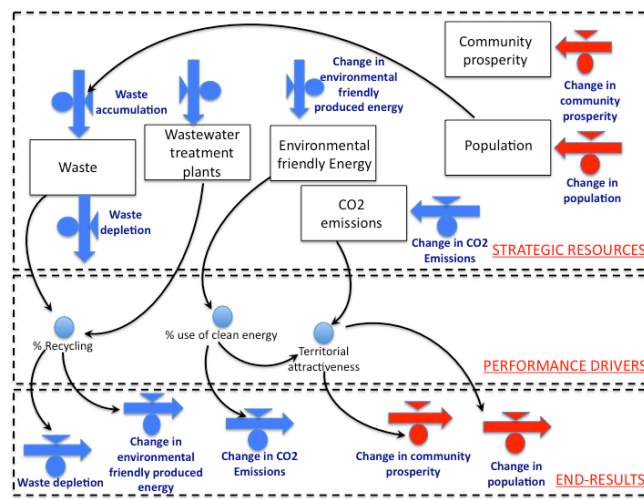 Change in
environmental
friendly
produced energy
Community
prosperity
Waste
accumulation
Change in
community
prosperity
Wastewater
treatment
plants
Environmental
friendly Energy
Population
Waste
Change in
population
CO2
emissions
Waste
depletion
Change in CO2
Emissions
STRATEGIC RESOURCES
% Recycling
% use of clean energy
Territorial
attractiveness
PERFORMANCE DRIVERS
Change in
environmental
friendly produced
energy
Waste depletion
Change in CO2
Emissions
Change in community
prosperity
Change in
population
END-RESULTS